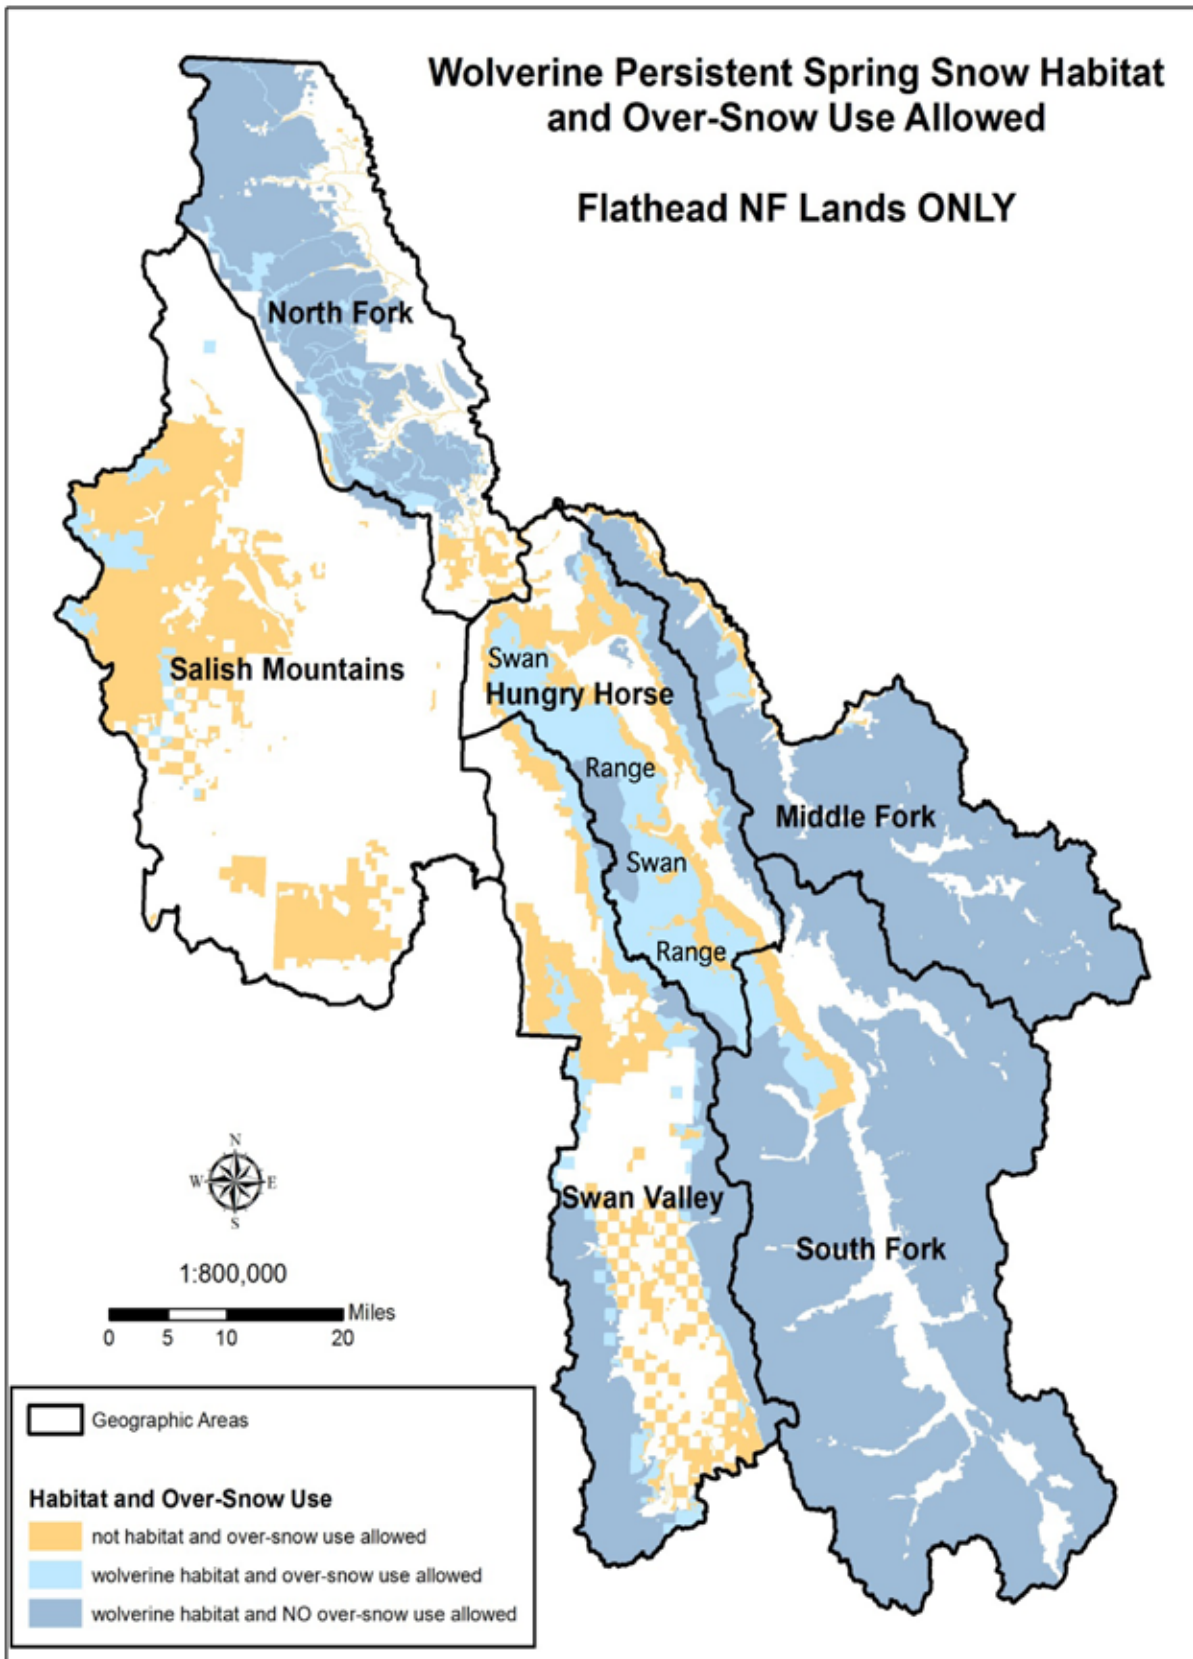 Wolverine Persistent Spring Snow Habitat
and Over-Snow Use Allowed
Flathead NF Lands ONLY
North Fork
Salish Mountains
Swan
Hungry Horse
Range
Middle Fork
Swan
Range
Swan Valley
South Fork
N
W
E
S
1:800,000
Miles
0 5 10 20
Geographic Areas
Habitat and Over-Snow Use
not habitat and over-snow use allowed
wolverine habitat and over-snow use allowed
wolverine habitat and NO over-snow use allowed